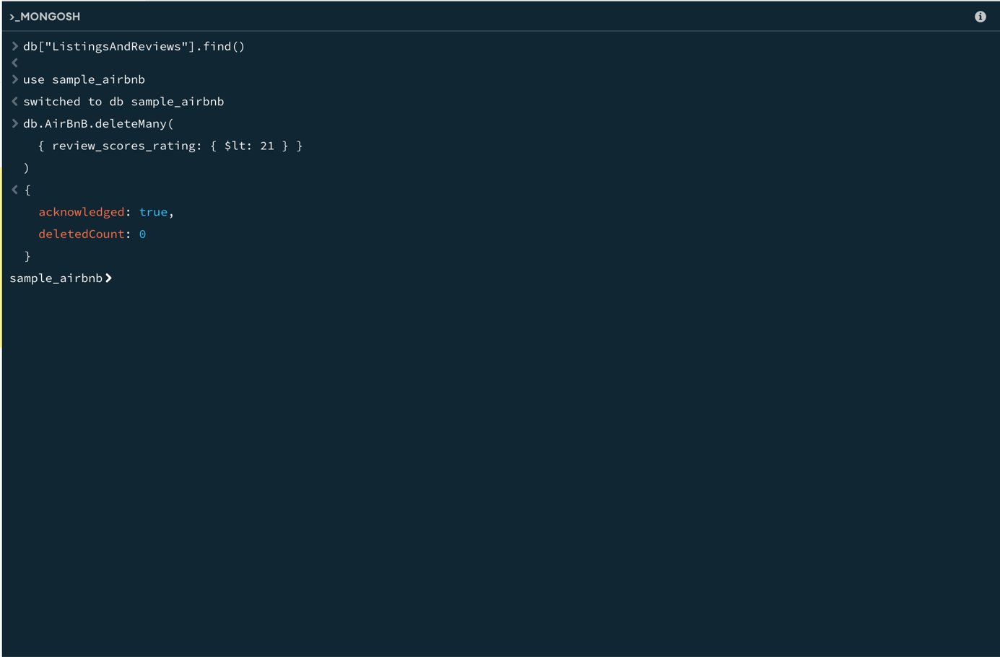 >_MONGOSH
> db["ListingsAndReviews"].find()
<
> use sample_airbnb
< switched to db sample_airbnb
> db.AirBnB.deleteMany(
{ review_scores_rating: { $lt: 21 } }
)
< {
acknowledged: true,
deletedCount: 0
}
sample_airbnb>